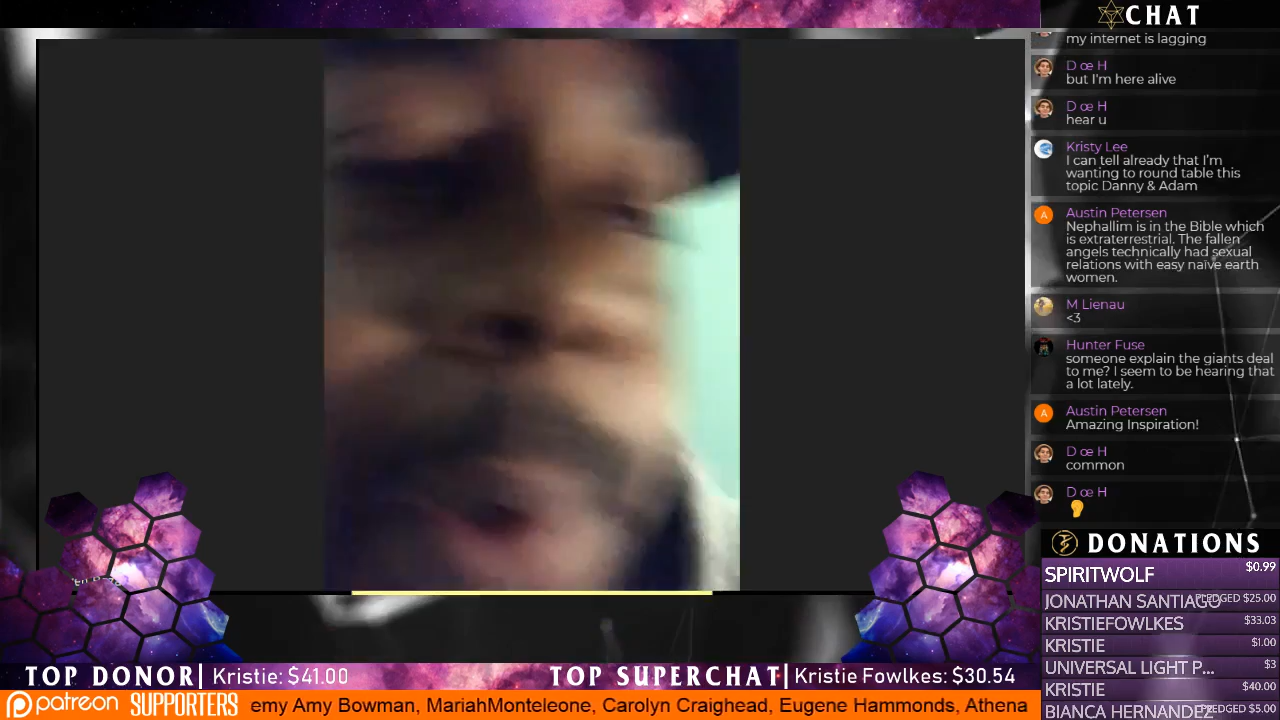 CHAT
my internet is lagging
D œ H
but I'm here alive
D œ H
hear u
Kristy Lee
I can tell already that I'm
wanting to round table this
topic Danny & Adam
Austin Petersen
Nephallim is in the Bible which
is extraterrestrial. The fallen
angels technically had sexual
relations with easy naïve earth
women.
M Lienau
<3
Hunter Fuse
someone explain the giants deal
to me? I seem to be hearing that
a lot lately.
Austin Petersen
Amazing Inspiration!
D œ H
common
D œ H
DONATIONS
SPIRITWOLF $0.99
JONATHAN SANTIAGO PLEDGED $25.00
KRISTIEFOWLKES $33.03
KRISTIE $1.00
UNIVERSAL LIGHT P... $3
KRISTIE $40.00
BIANCA HERNANDEZ PLEDGED $5.00
TOP DONOR| Kristie: $41.00
TOP SUPERCHAT| Kristie Fowlkes: $30.54
patreon SUPPORTERS emy Amy Bowman, MariahMonteleone, Carolyn Craighead, Eugene Hammonds, Athena